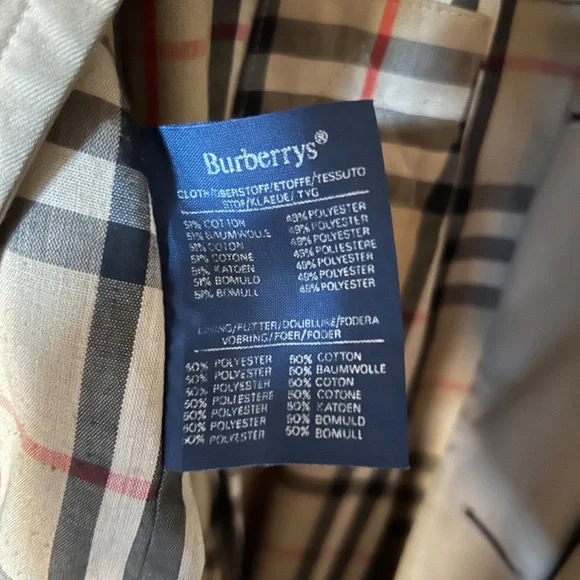 Burberrys®
CLOTH/OBERSTOFF/ETOFFE/TESSUTO
STOF/KLAEDE/TYG
51% COTTON 49% POLYESTER
51% BAUMWOLLE 49% POLYESTER
51% COTON 49% POLYESTER
51% COTONE 49% POLIESTERE
51% KATOEN 49% POLYESTER
51% BOMULD 49% POLYESTER
51% BOMULL 49% POLYESTER
LINING/FUTTER/DOUBLURE/FODERA
VOERING/FOER/FODER
50% POLYESTER 50% COTTON
50% POLYESTER 50% BAUMWOLLE
50% POLYESTER 50% COTON
50% POLIESTERE 50% COTONE
50% POLYESTER 50% KATOEN
50% POLYESTER 50% BOMULD
50% POLYESTER 50% BOMULL